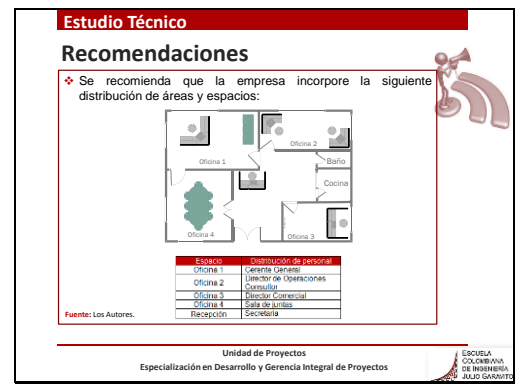 Estudio Técnico
Recomendaciones
❖ Se recomienda que la empresa incorpore la siguiente
distribución de áreas y espacios:
Oficina 1
Oficina 2
Baño
Cocina
Oficina 4
Oficina 3
Espacio Distribución de personal
Oficina 1 Gerente General
Oficina 2 Director de Operaciones
Consultor
Oficina 3 Director Comercial
Oficina 4 Sala de juntas
Recepción Secretaria
Fuente: Los Autores.
Unidad de Proyectos
Especialización en Desarrollo y Gerencia Integral de Proyectos
ESCUELA
COLOMBIANA
DE INGENIERÍA
JULIO GARAVITO